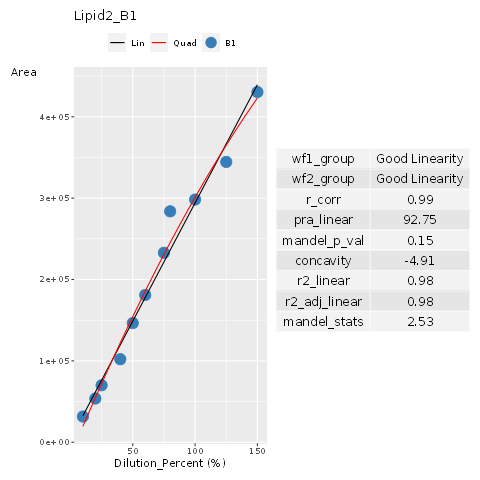 Lipid2_B1
Lin Quad B1
Area
4e+05
3e+05
2e+05
1e+05
0e+00
50 100 150
Dilution_Percent (%)
wf1_group Good Linearity
wf2_group Good Linearity
r_corr 0.99
pra_linear 92.75
mandel_p_val 0.15
concavity -4.91
r2_linear 0.98
r2_adj_linear 0.98
mandel_stats 2.53